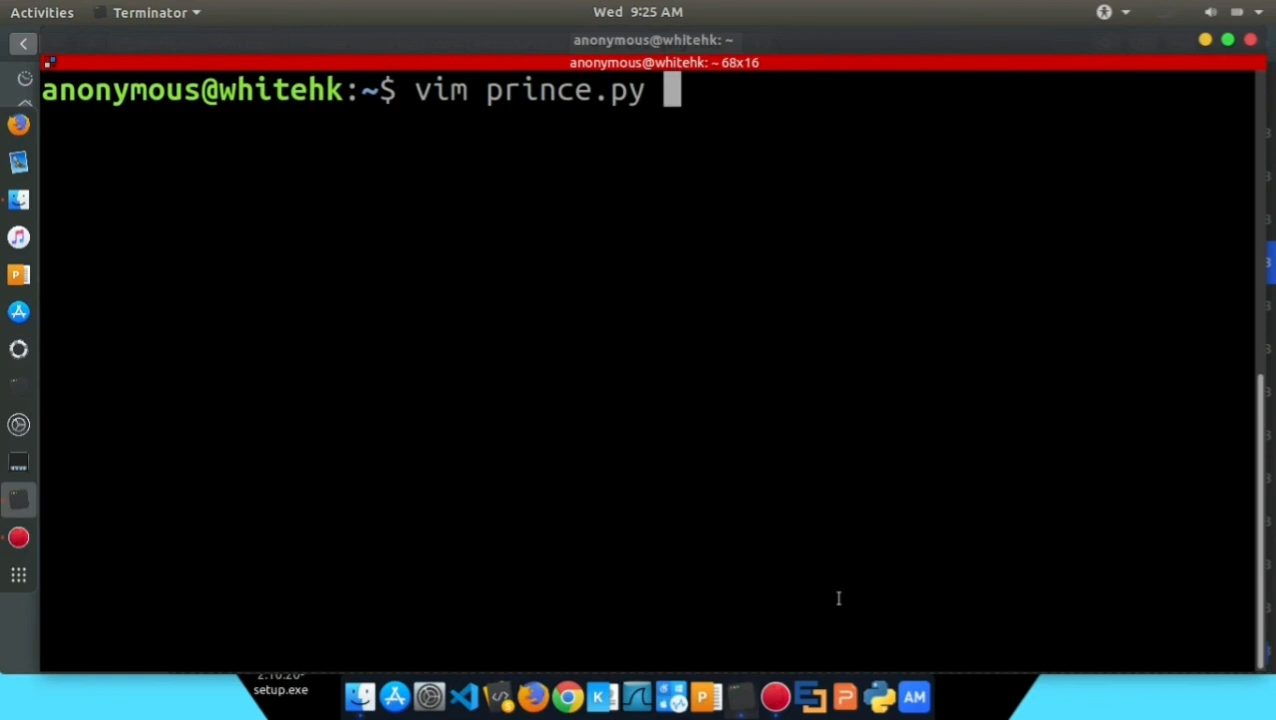 Activities Terminator Wed 9:25 AM
anonymous@whitehk: ~
anonymous@whitehk: ~ 68x16
anonymous@whitehk:~$ vim prince.py
setup.exe
P
K
P
P
AM